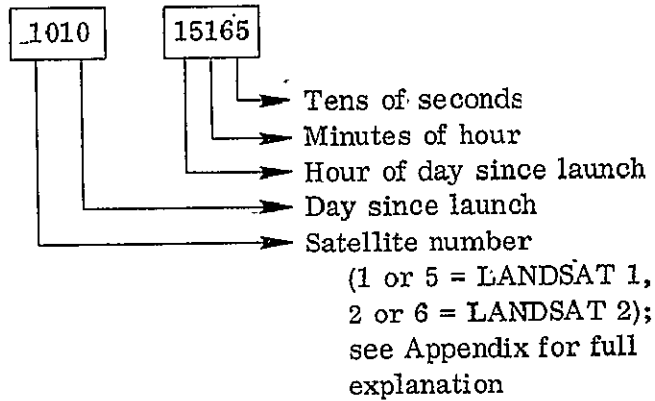 1010 15165
Tens of seconds
Minutes of hour
Hour of day since launch
Day since launch
Satellite number
(1 or 5 = LANDSAT 1,
2 or 6 = LANDSAT 2);
see Appendix for full
explanation